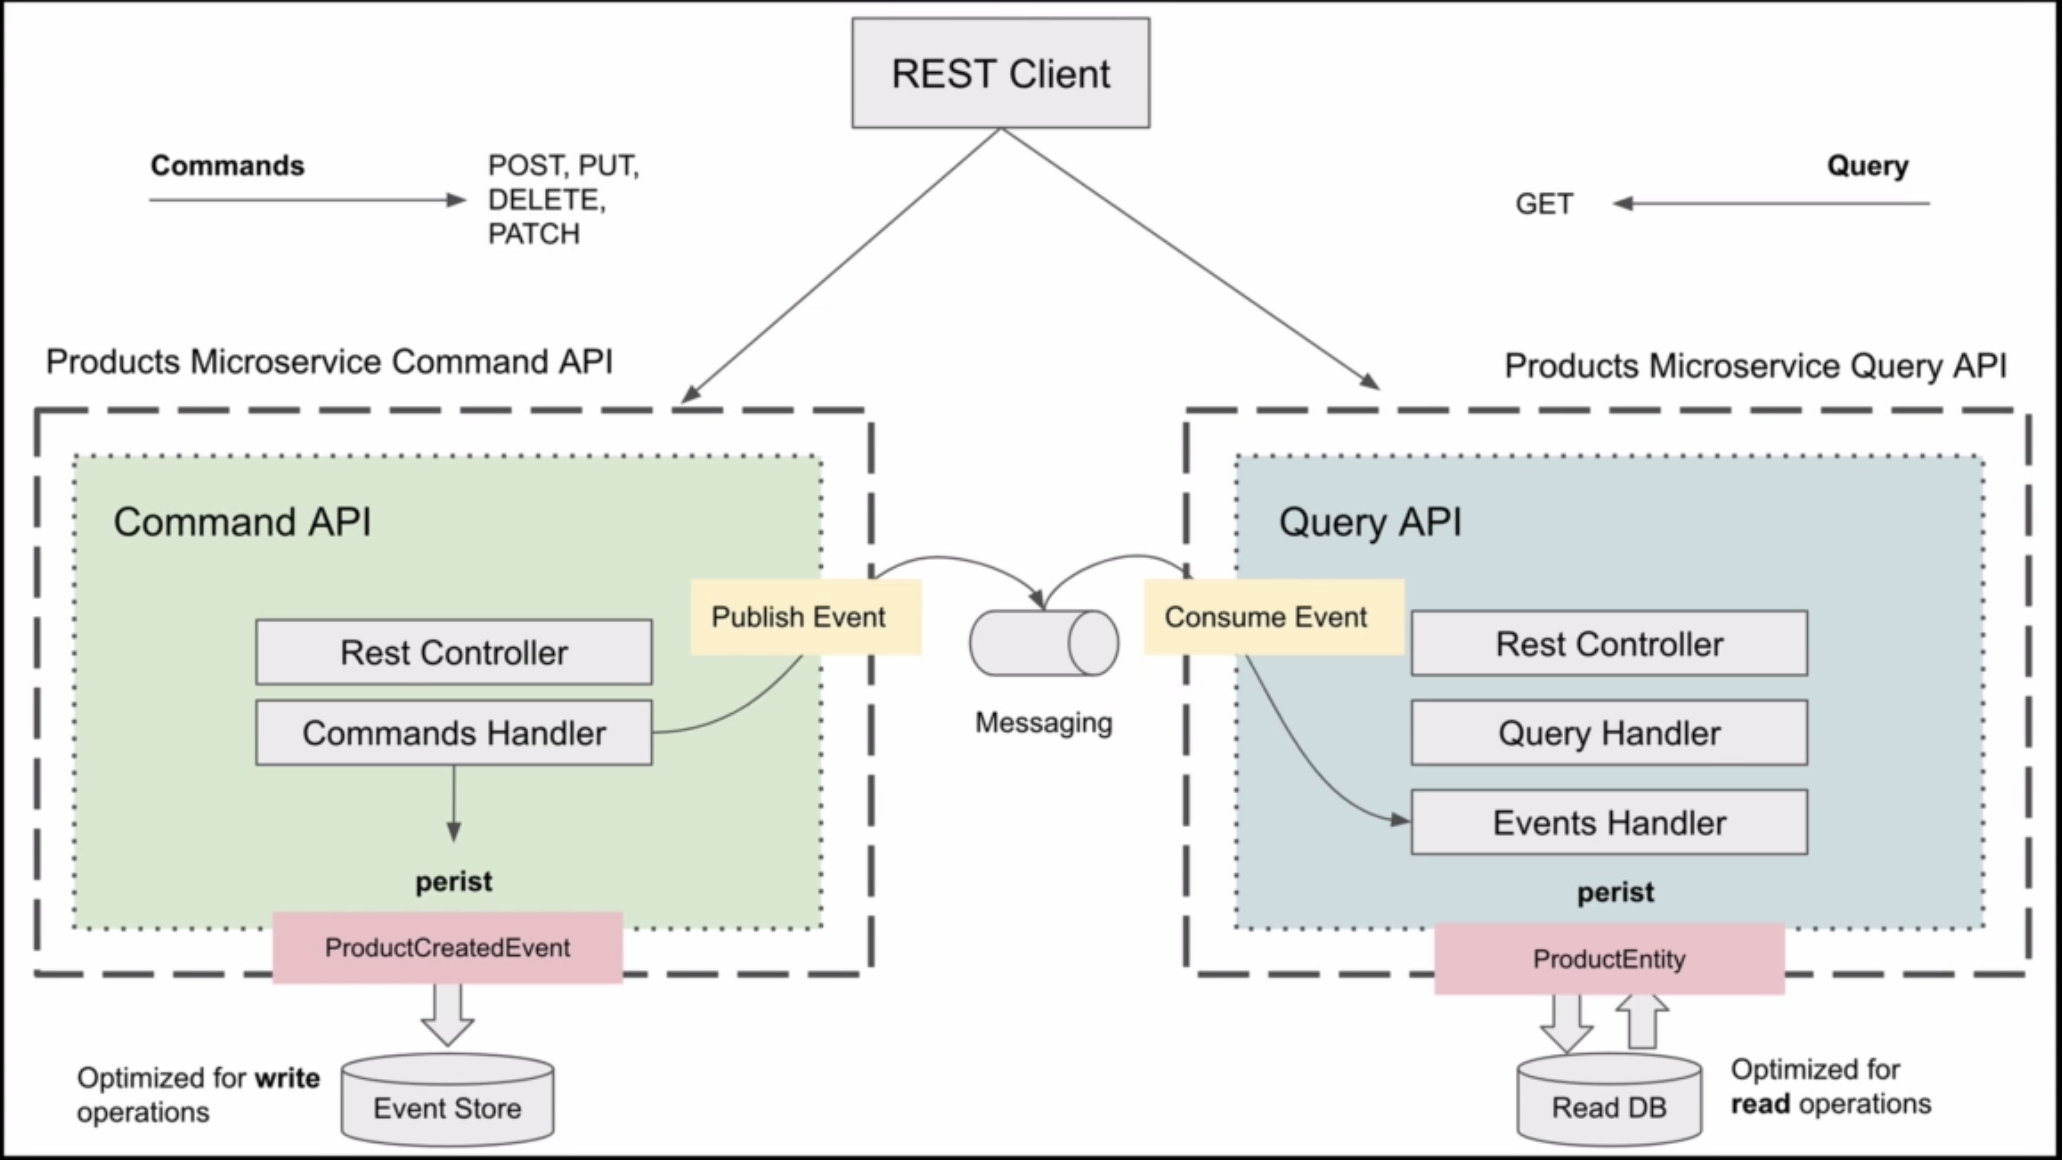 REST Client
Commands
POST, PUT,
DELETE,
PATCH
Query
GET
Products Microservice Command API
Products Microservice Query API
Command API
Publish Event
Rest Controller
Commands Handler
perist
ProductCreatedEvent
Optimized for write
operations
Event Store
Messaging
Query API
Consume Event
Rest Controller
Query Handler
Events Handler
perist
ProductEntity
Read DB
Optimized for
read operations